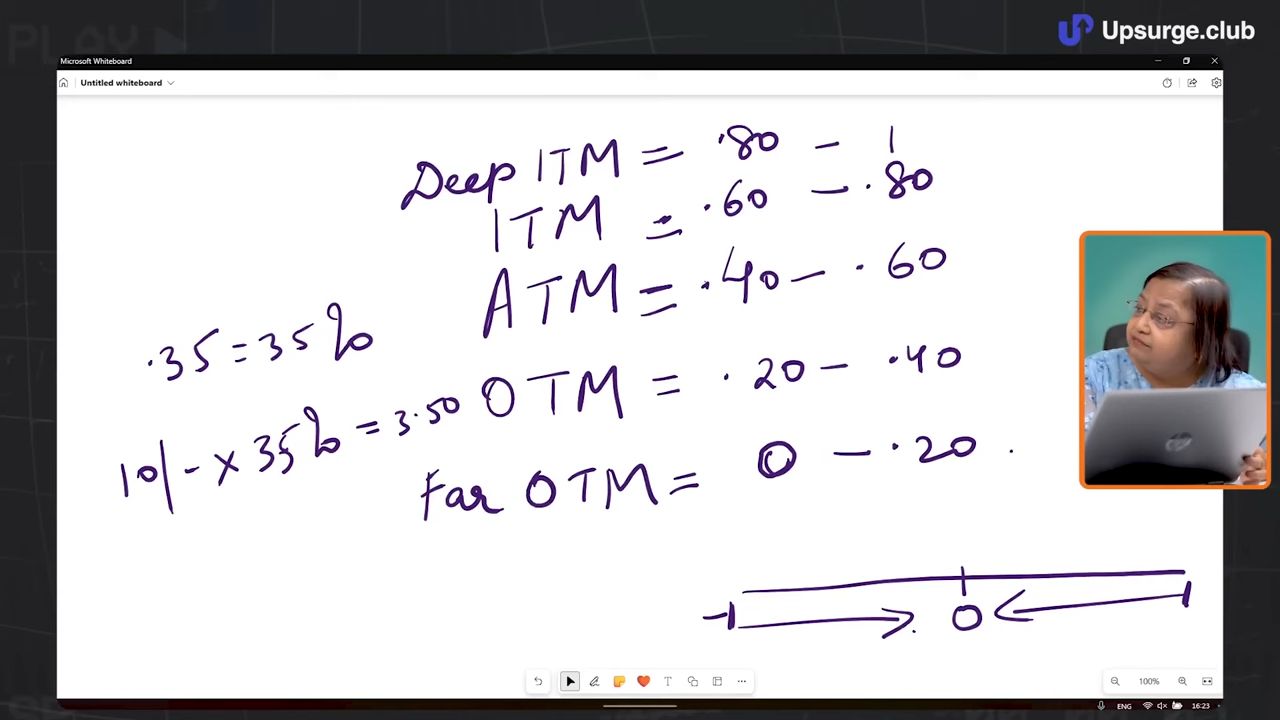 PLAY
Upsurge.club
Microsoft Whiteboard
Untitled whiteboard
Deep ITM = .80 - 1
ITM = .60 - .80
ATM = .40 - .60
.35 = 35%
OTM = .20 - .40
10/- x 35% = 3.50
Far OTM = 0 - .20
-1 0 1
100%
ENG 16:23